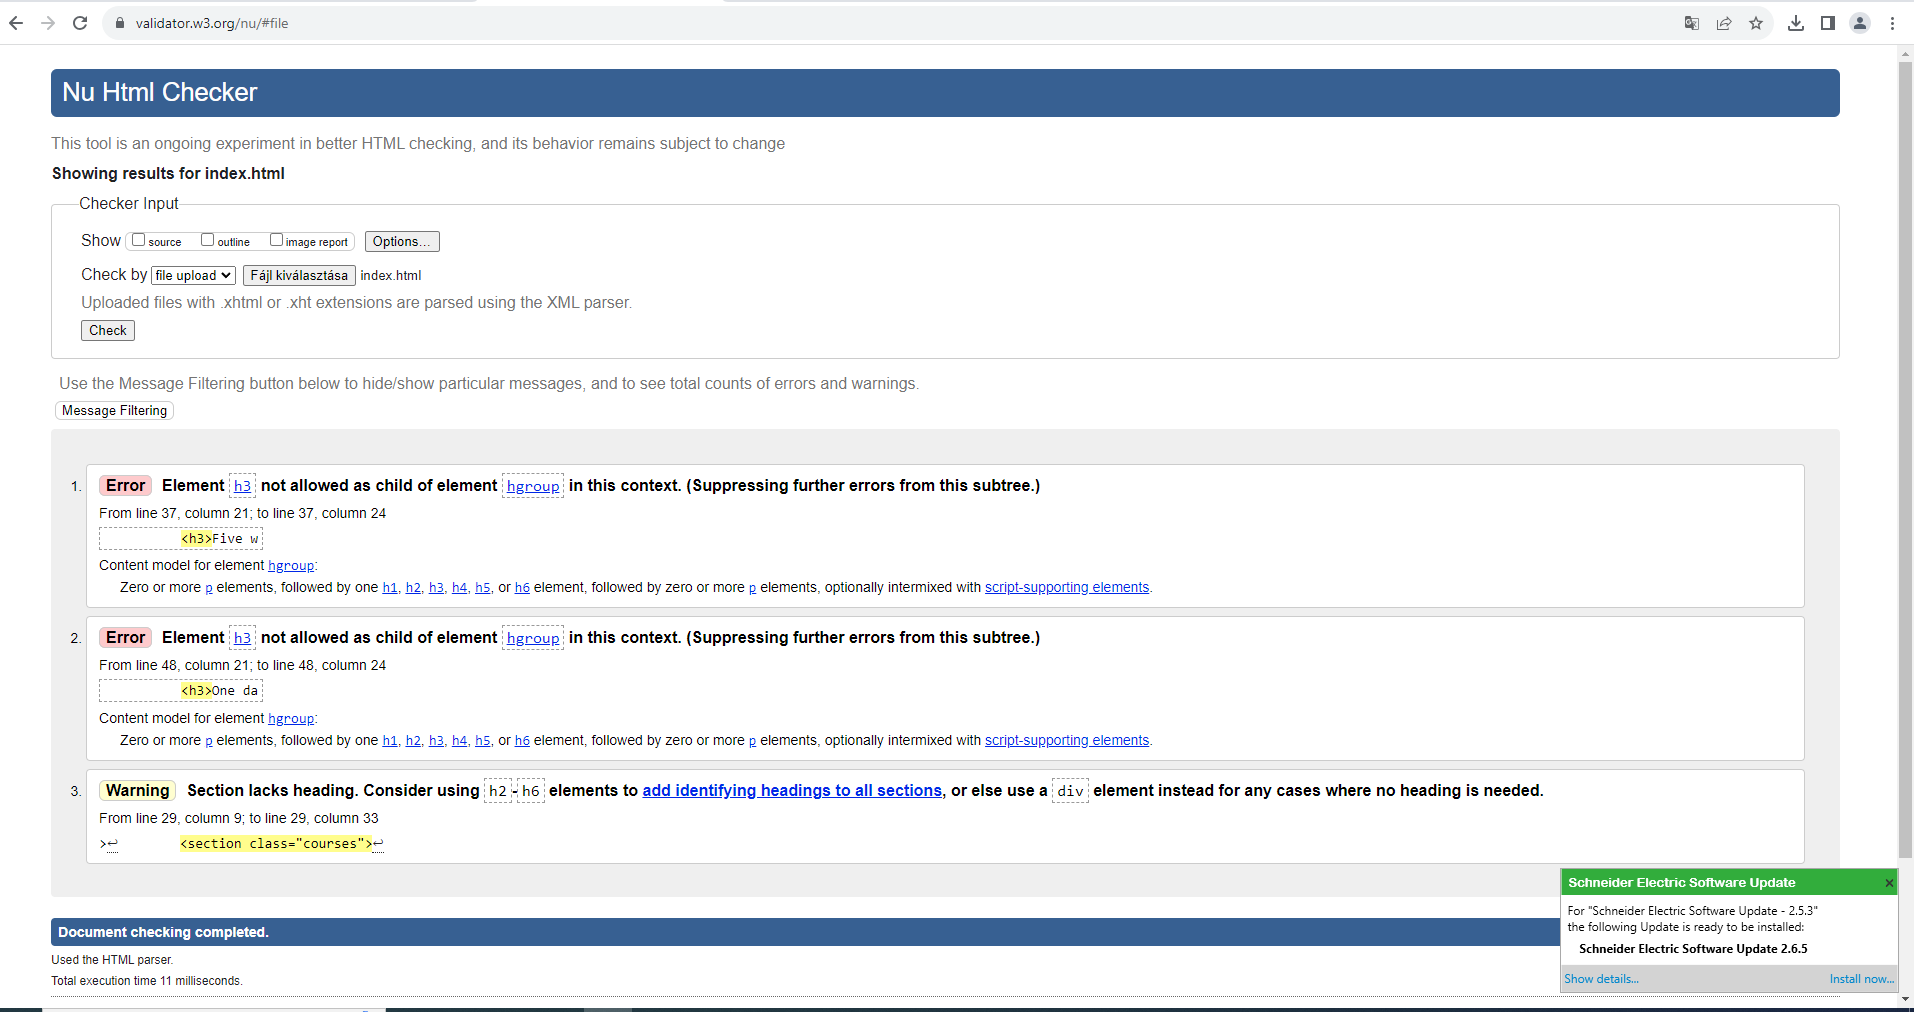 validator.w3.org/nu/#file
Nu Html Checker
This tool is an ongoing experiment in better HTML checking, and its behavior remains subject to change
Showing results for index.html
Checker Input
Show source outline image report Options...
Check by file upload Fájl kiválasztása index.html
Uploaded files with .xhtml or .xht extensions are parsed using the XML parser.
Check
Use the Message Filtering button below to hide/show particular messages, and to see total counts of errors and warnings.
Message Filtering
1. Error Element h3 not allowed as child of element hgroup in this context. (Suppressing further errors from this subtree.)
From line 37, column 21; to line 37, column 24
<h3>Five w
Content model for element hgroup:
Zero or more p elements, followed by one h1, h2, h3, h4, h5, or h6 element, followed by zero or more p elements, optionally intermixed with script-supporting elements.
2. Error Element h3 not allowed as child of element hgroup in this context. (Suppressing further errors from this subtree.)
From line 48, column 21; to line 48, column 24
<h3>One da
Content model for element hgroup:
Zero or more p elements, followed by one h1, h2, h3, h4, h5, or h6 element, followed by zero or more p elements, optionally intermixed with script-supporting elements.
3. Warning Section lacks heading. Consider using h2-h6 elements to add identifying headings to all sections, or else use a div element instead for any cases where no heading is needed.
From line 29, column 9; to line 29, column 33
>↩ <section class="courses">↩
Document checking completed.
Used the HTML parser.
Total execution time 11 milliseconds.
Schneider Electric Software Update
For "Schneider Electric Software Update - 2.5.3"
the following Update is ready to be installed:
Schneider Electric Software Update 2.6.5
Show details... Install now...